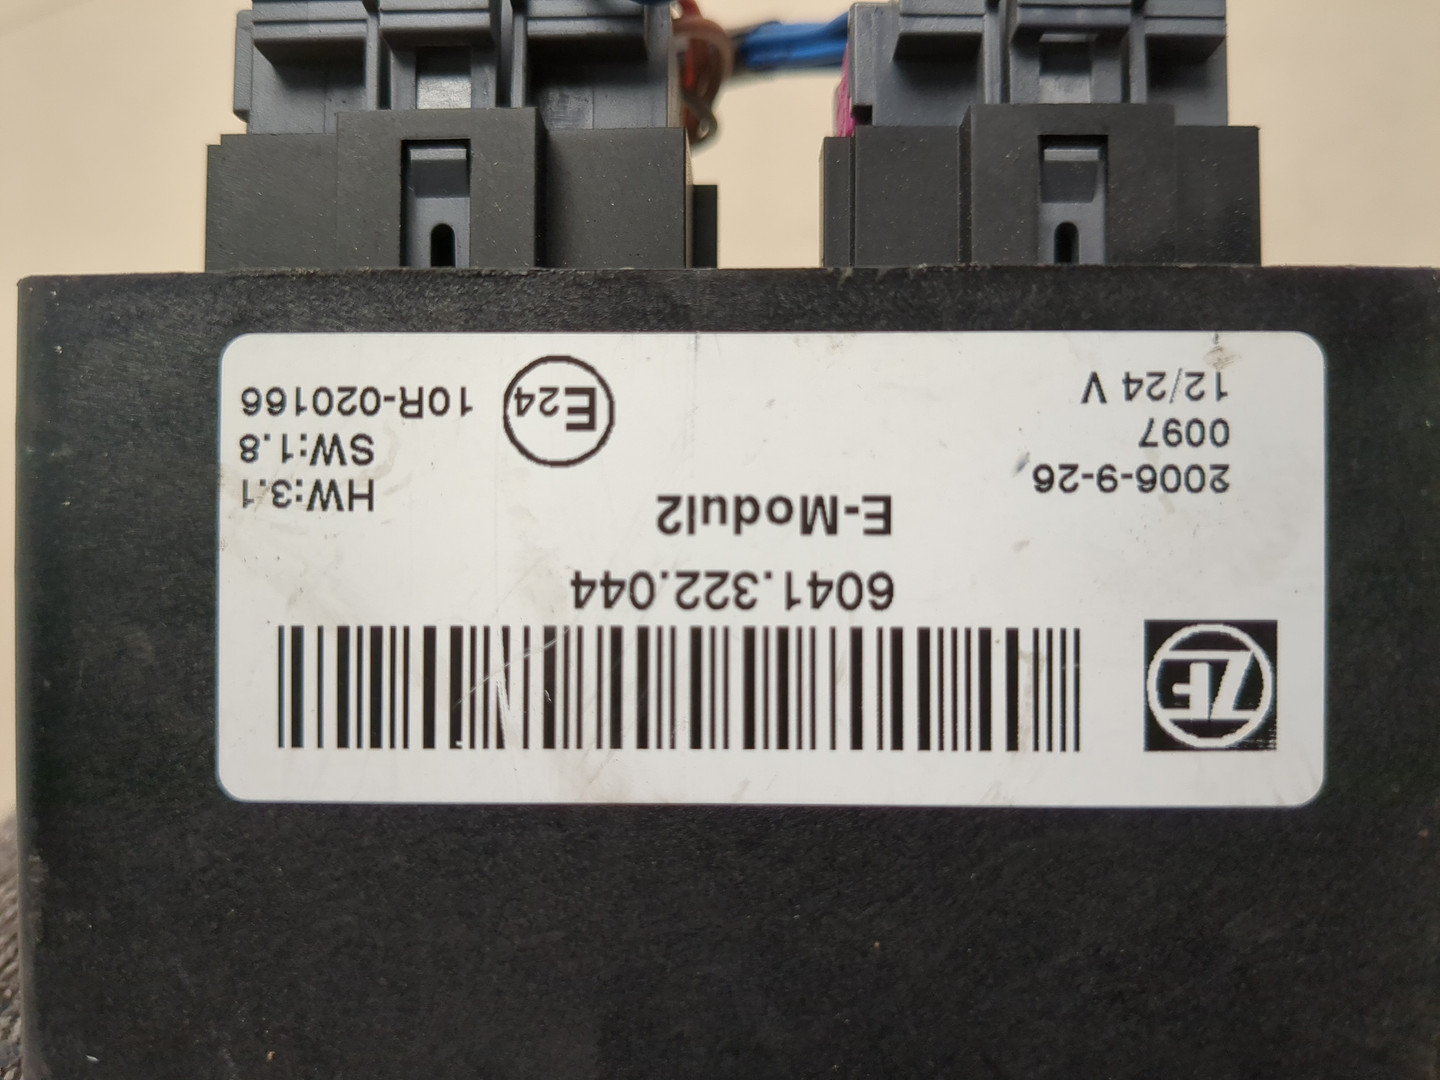 ZF
6041.322.044
E-Modul2
2006-9-26
0097
12/24 V
E24
HW:3.1
SW:1.8
10R-020166